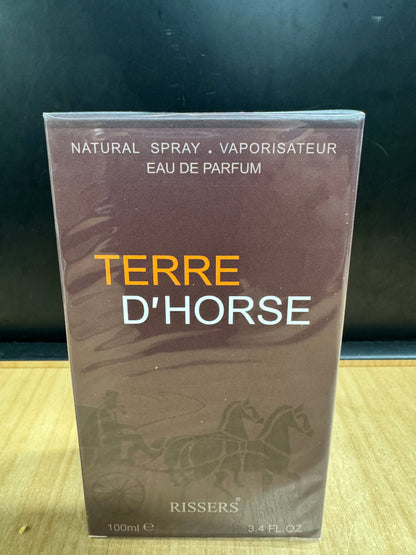 NATURAL SPRAY . VAPORISATEUR
EAU DE PARFUM
TERRE
D'HORSE
RISSERS®
100ml ℮ 3.4 FL.OZ